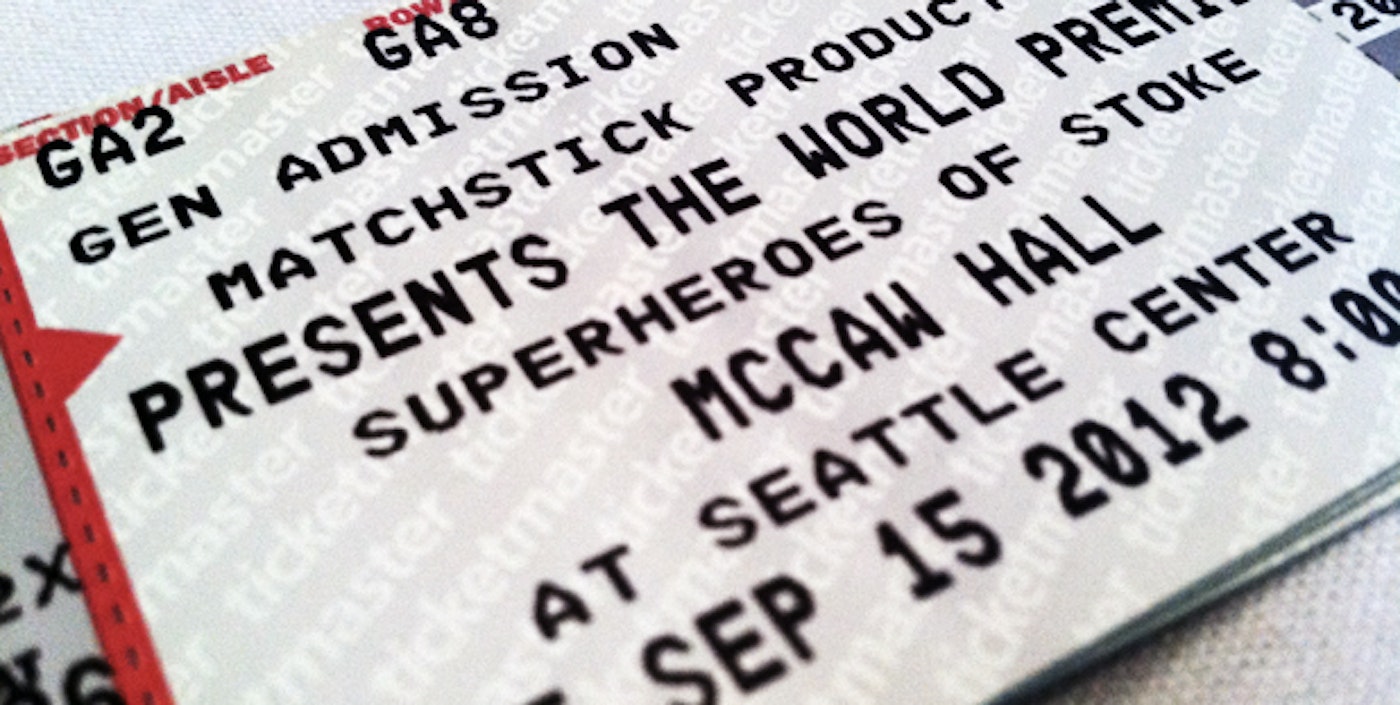 SECTION/AISLE ROW
GA2 GA8
GEN ADMISSION
MATCHSTICK PRODUCT
PRESENTS THE WORLD PREMI
SUPERHEROES OF STOKE
MCCAW HALL
AT SEATTLE CENTER
SEP 15 2012 8:00